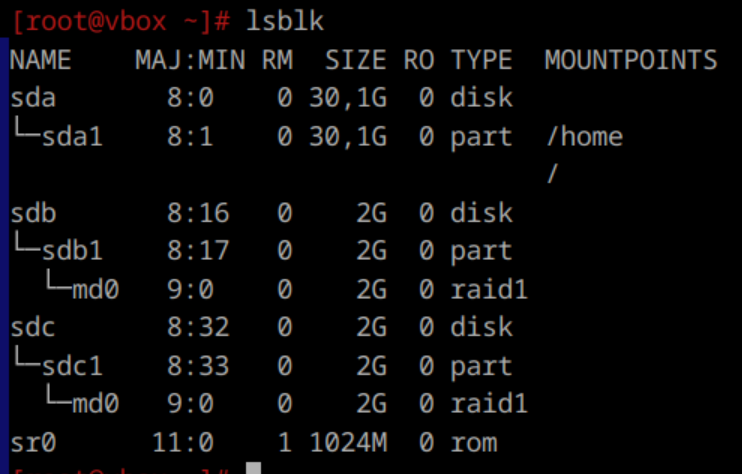 [root@vbox ~]# lsblk
NAME    MAJ:MIN RM   SIZE RO TYPE  MOUNTPOINTS
sda       8:0    0 30,1G  0 disk
└─sda1    8:1    0 30,1G  0 part  /home
                                  /
sdb       8:16   0    2G  0 disk
└─sdb1    8:17   0    2G  0 part
  └─md0   9:0    0    2G  0 raid1
sdc       8:32   0    2G  0 disk
└─sdc1    8:33   0    2G  0 part
  └─md0   9:0    0    2G  0 raid1
sr0      11:0    1 1024M  0 rom